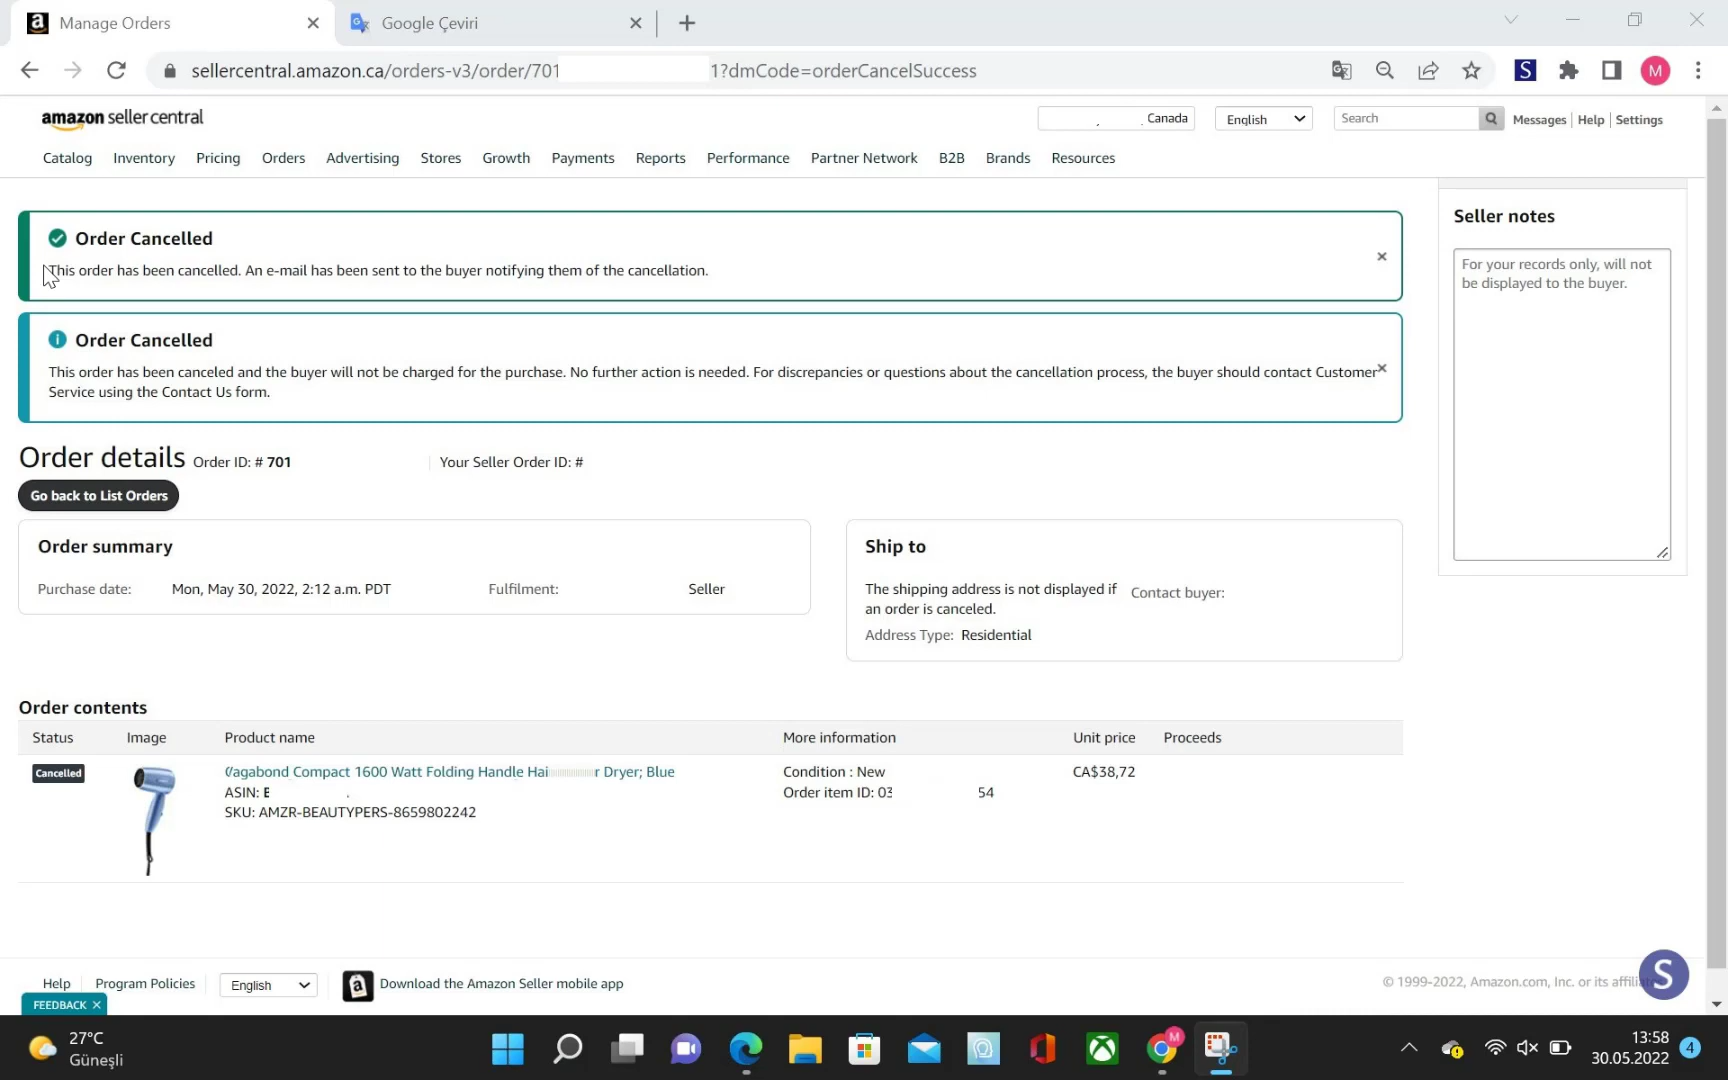 Manage Orders
Google Çeviri
sellercentral.amazon.ca/orders-v3/order/701 1?dmCode=orderCancelSuccess
M
amazon seller central
Canada
English
Search
Messages | Help | Settings
Catalog Inventory Pricing Orders Advertising Stores Growth Payments Reports Performance Partner Network B2B Brands Resources
Order Cancelled
This order has been cancelled. An e-mail has been sent to the buyer notifying them of the cancellation.
Order Cancelled
This order has been canceled and the buyer will not be charged for the purchase. No further action is needed. For discrepancies or questions about the cancellation process, the buyer should contact Customer
Service using the Contact Us form.
Seller notes
For your records only, will not
be displayed to the buyer.
Order details Order ID: # 701 Your Seller Order ID: #
Go back to List Orders
Order summary
Purchase date: Mon, May 30, 2022, 2:12 a.m. PDT Fulfilment: Seller
Ship to
The shipping address is not displayed if
an order is canceled.
Contact buyer:
Address Type: Residential
Order contents
Status Image Product name More information Unit price Proceeds
Cancelled
Vagabond Compact 1600 Watt Folding Handle Hai r Dryer; Blue
ASIN:
SKU: AMZR-BEAUTYPERS-8659802242
Condition : New
Order item ID: 03 54
CA$38,72
Help Program Policies English Download the Amazon Seller mobile app
© 1999-2022, Amazon.com, Inc. or its
S
FEEDBACK
27°C
Güneşli
M
13:58
30.05.2022
4